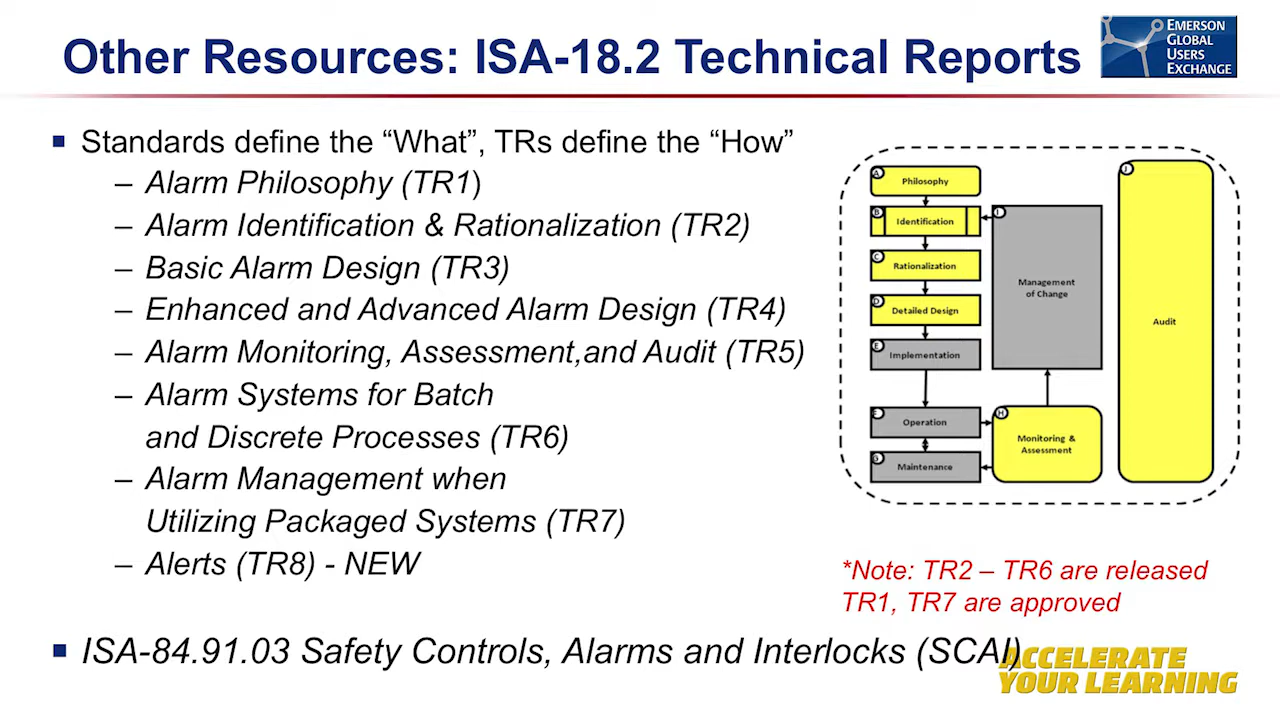 Other Resources: ISA-18.2 Technical Reports
EMERSON
GLOBAL
USERS
EXCHANGE
▪ Standards define the “What”, TRs define the “How”
– Alarm Philosophy (TR1)
– Alarm Identification & Rationalization (TR2)
– Basic Alarm Design (TR3)
– Enhanced and Advanced Alarm Design (TR4)
– Alarm Monitoring, Assessment,and Audit (TR5)
– Alarm Systems for Batch
and Discrete Processes (TR6)
– Alarm Management when
Utilizing Packaged Systems (TR7)
– Alerts (TR8) - NEW
▪ ISA-84.91.03 Safety Controls, Alarms and Interlocks (SCAI)
A
Philosophy
B
Identification
C
Rationalization
D
Detailed Design
E
Implementation
F
Operation
G
Maintenance
I
Management
of Change
H
Monitoring &
Assessment
J
Audit
*Note: TR2 – TR6 are released
TR1, TR7 are approved
ACCELERATE
YOUR LEARNING